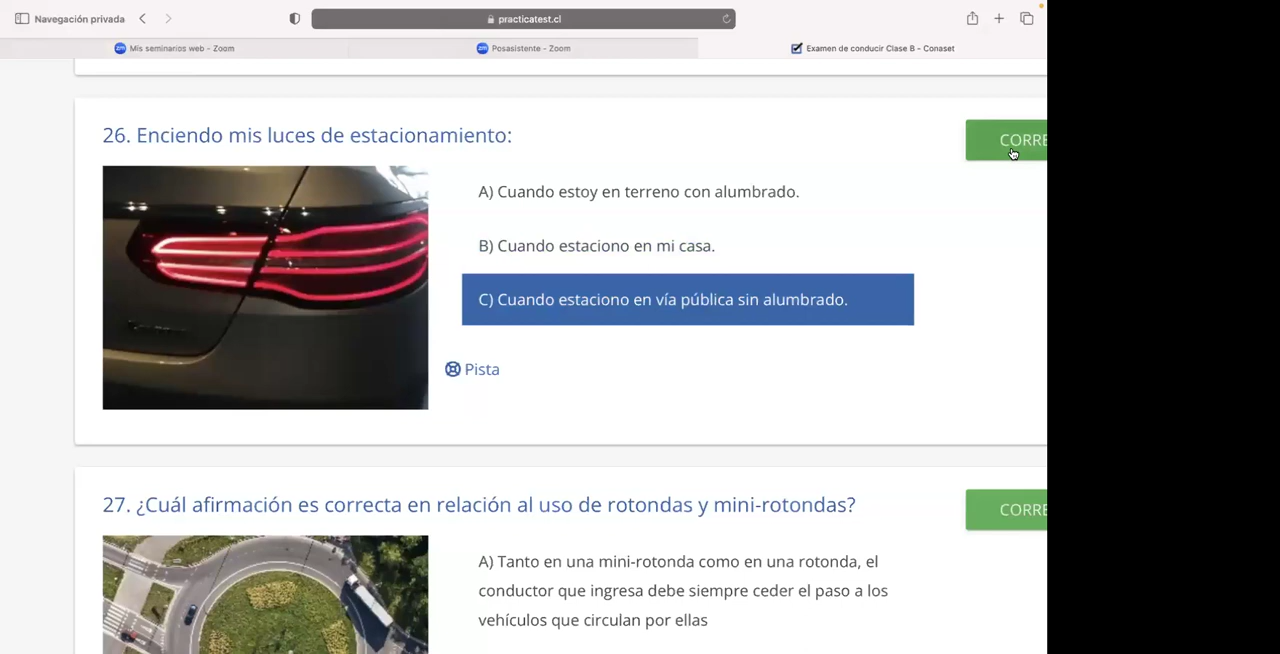 Navegación privada
practicatest.cl
Mis seminarios web - Zoom
Posasistente - Zoom
Examen de conducir Clase B - Conaset
26. Enciendo mis luces de estacionamiento:
CORRE
A) Cuando estoy en terreno con alumbrado.
B) Cuando estaciono en mi casa.
C) Cuando estaciono en vía pública sin alumbrado.
Pista
27. ¿Cuál afirmación es correcta en relación al uso de rotondas y mini-rotondas?
CORRE
A) Tanto en una mini-rotonda como en una rotonda, el
conductor que ingresa debe siempre ceder el paso a los
vehículos que circulan por ellas